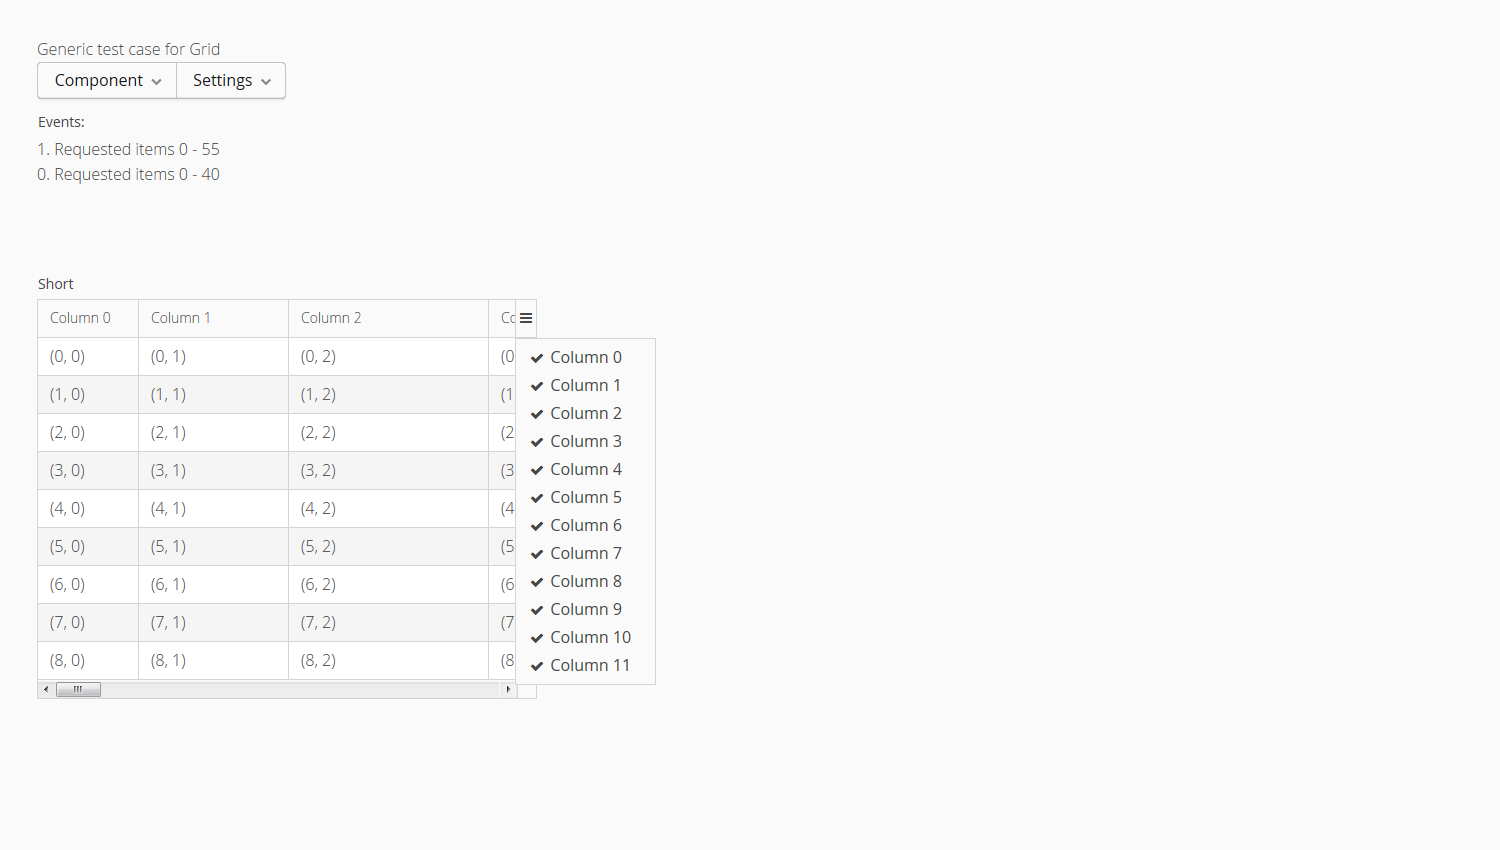 Generic test case for Grid
Component Settings
Events:
1. Requested items 0 - 55
0. Requested items 0 - 40
Short
Column 0 Column 1 Column 2 Co
(0, 0) (0, 1) (0, 2) (0
(1, 0) (1, 1) (1, 2) (1
(2, 0) (2, 1) (2, 2) (2
(3, 0) (3, 1) (3, 2) (3
(4, 0) (4, 1) (4, 2) (4
(5, 0) (5, 1) (5, 2) (5
(6, 0) (6, 1) (6, 2) (6
(7, 0) (7, 1) (7, 2) (7
(8, 0) (8, 1) (8, 2) (8
Column 0
Column 1
Column 2
Column 3
Column 4
Column 5
Column 6
Column 7
Column 8
Column 9
Column 10
Column 11